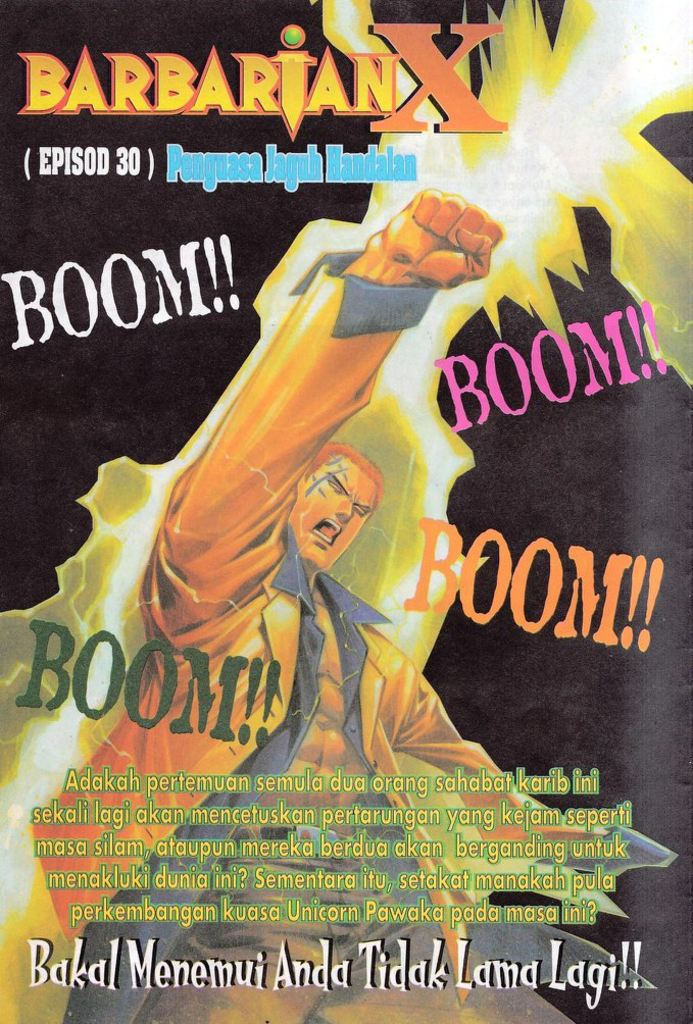 BARBARIAN X
( EPISOD 30 ) Penguasa Jaguh Handalan
BOOM!!
BOOM!!
BOOM!!
BOOM!!
Adakah pertemuan semula dua orang sahabat karib ini
sekali lagi akan mencetuskan pertarungan yang kejam seperti
masa silam, ataupun mereka berdua akan berganding untuk
menakluki dunia ini? Sementara itu, setakat manakah pula
perkembangan kuasa Unicorn Pawaka pada masa ini?
Bakal Menemui Anda Tidak Lama Lagi!!